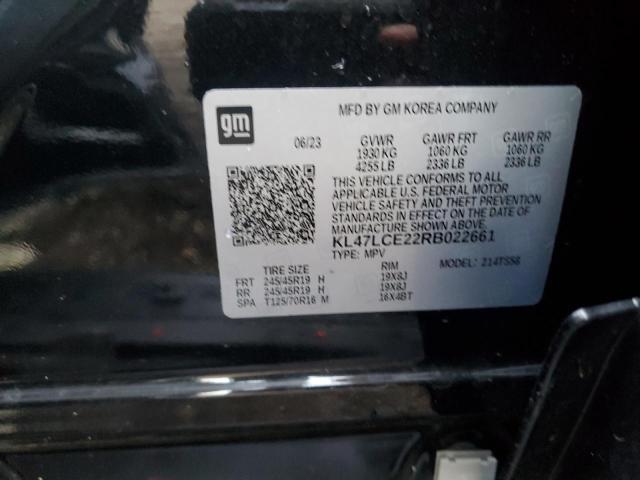 gm
MFD BY GM KOREA COMPANY
06/23 GVWR GAWR FRT GAWR RR
1930 KG 1060 KG 1060 KG
4255 LB 2336 LB 2336 LB
THIS VEHICLE CONFORMS TO ALL
APPLICABLE U.S. FEDERAL MOTOR
VEHICLE SAFETY AND THEFT PREVENTION
STANDARDS IN EFFECT ON THE DATE OF
MANUFACTURE SHOWN ABOVE.
KL47LCE22RB022661
TYPE: MPV MODEL: 214TS56
TIRE SIZE RIM
FRT 245/45R19 H 19X8J
RR 245/45R19 H 19X8J
SPA T125/70R16 M 16X4BT